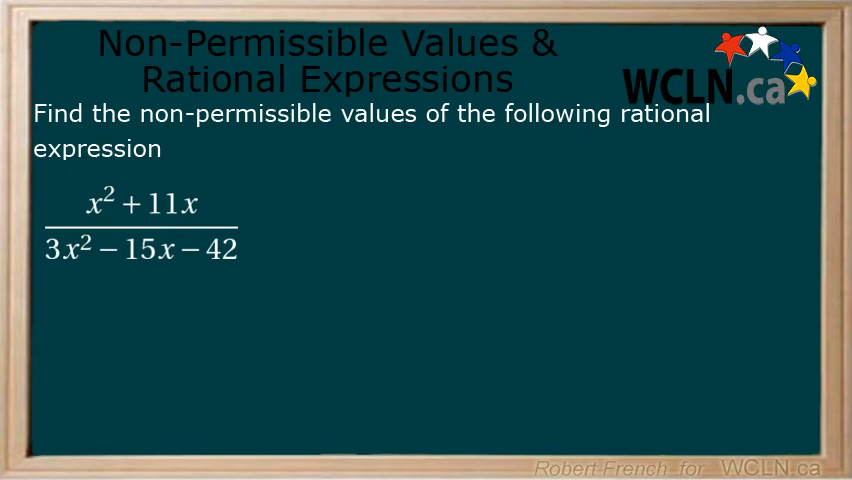 Non-Permissible Values &
Rational Expressions
WCLN.ca
Find the non-permissible values of the following rational
expression
x² + 11x
3x² − 15x − 42
Robert French for WCLN.ca